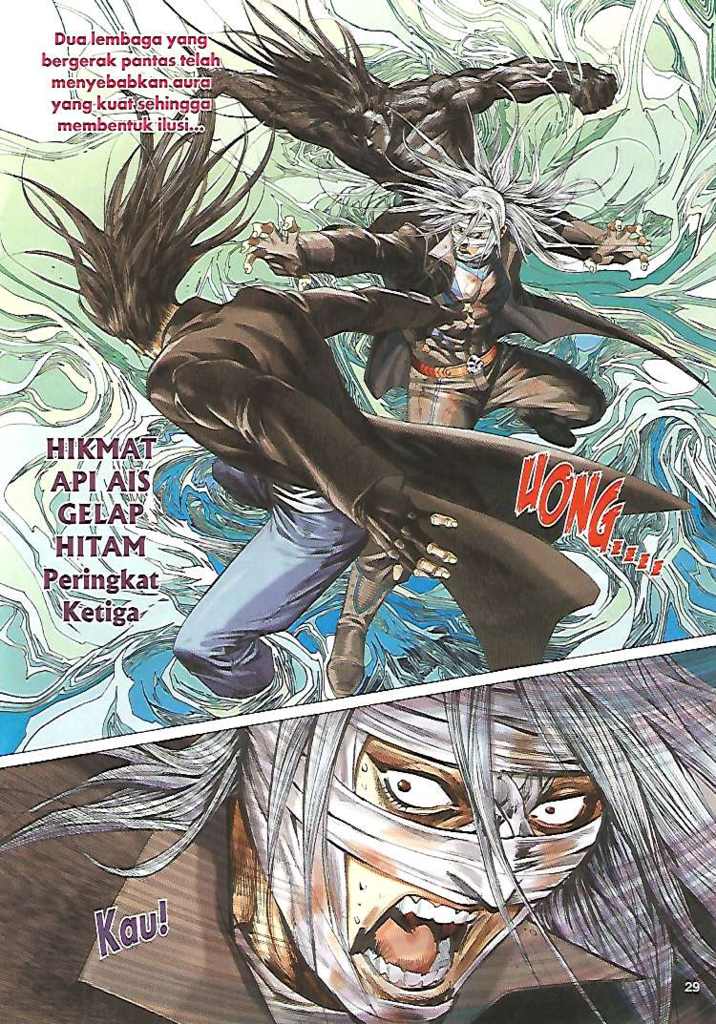 Dua lembaga yang
bergerak pantas telah
menyebabkan aura
yang kuat sehingga
membentuk ilusi...
HIKMAT
API AIS
GELAP
HITAM
Peringkat
Ketiga
UONG.....
Kau!
29